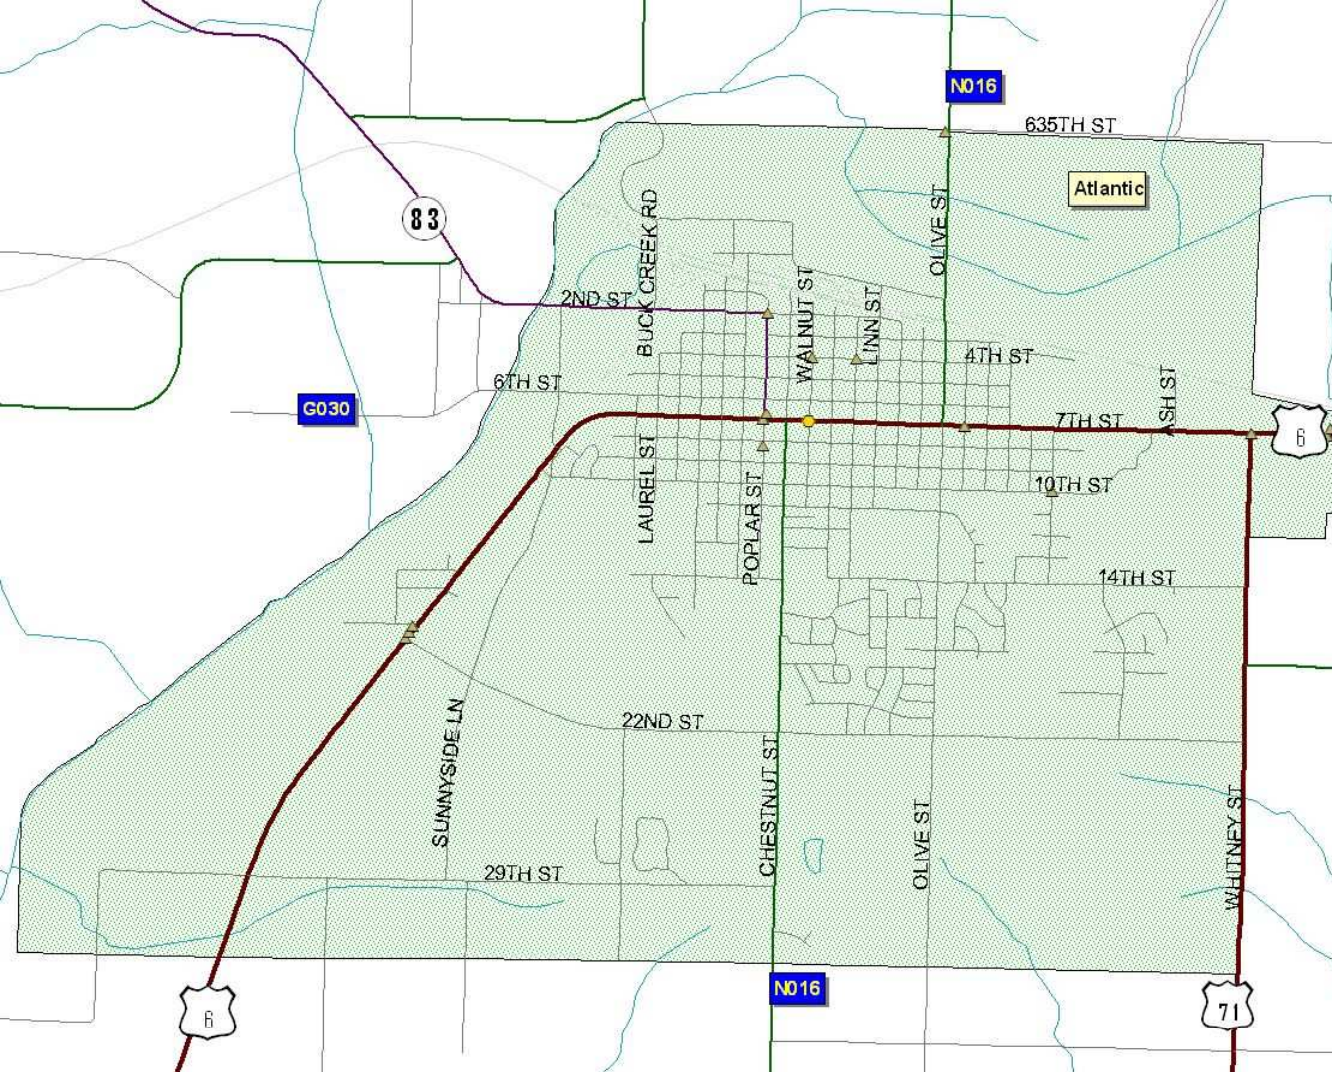 N016
635TH ST
Atlantic
83
BUCK CREEK RD
OLIVE ST
2ND ST
WALNUT ST
LINN ST
4TH ST
6TH ST
G030
7TH ST
ASH ST
6
LAUREL ST
POPLAR ST
10TH ST
14TH ST
22ND ST
SUNNYSIDE LN
CHESTNUT ST
OLIVE ST
WHITNEY ST
29TH ST
N016
6
71